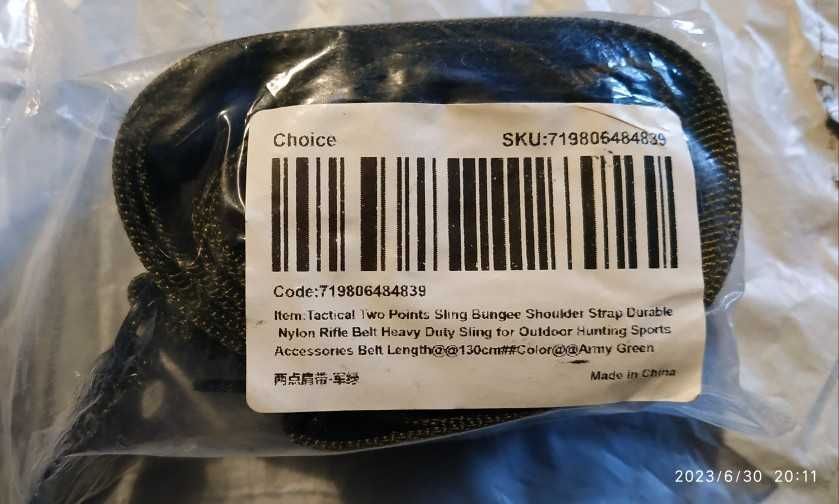 Choice
SKU:719806484839
Code:719806484839
Item:Tactical Two Points Sling Bungee Shoulder Strap Durable
Nylon Rifle Belt Heavy Duty Sling for Outdoor Hunting Sports
Accessories Belt Length@@130cm##Color@@Army Green
两点肩带-军绿
Made in China
2023/6/30 20:11